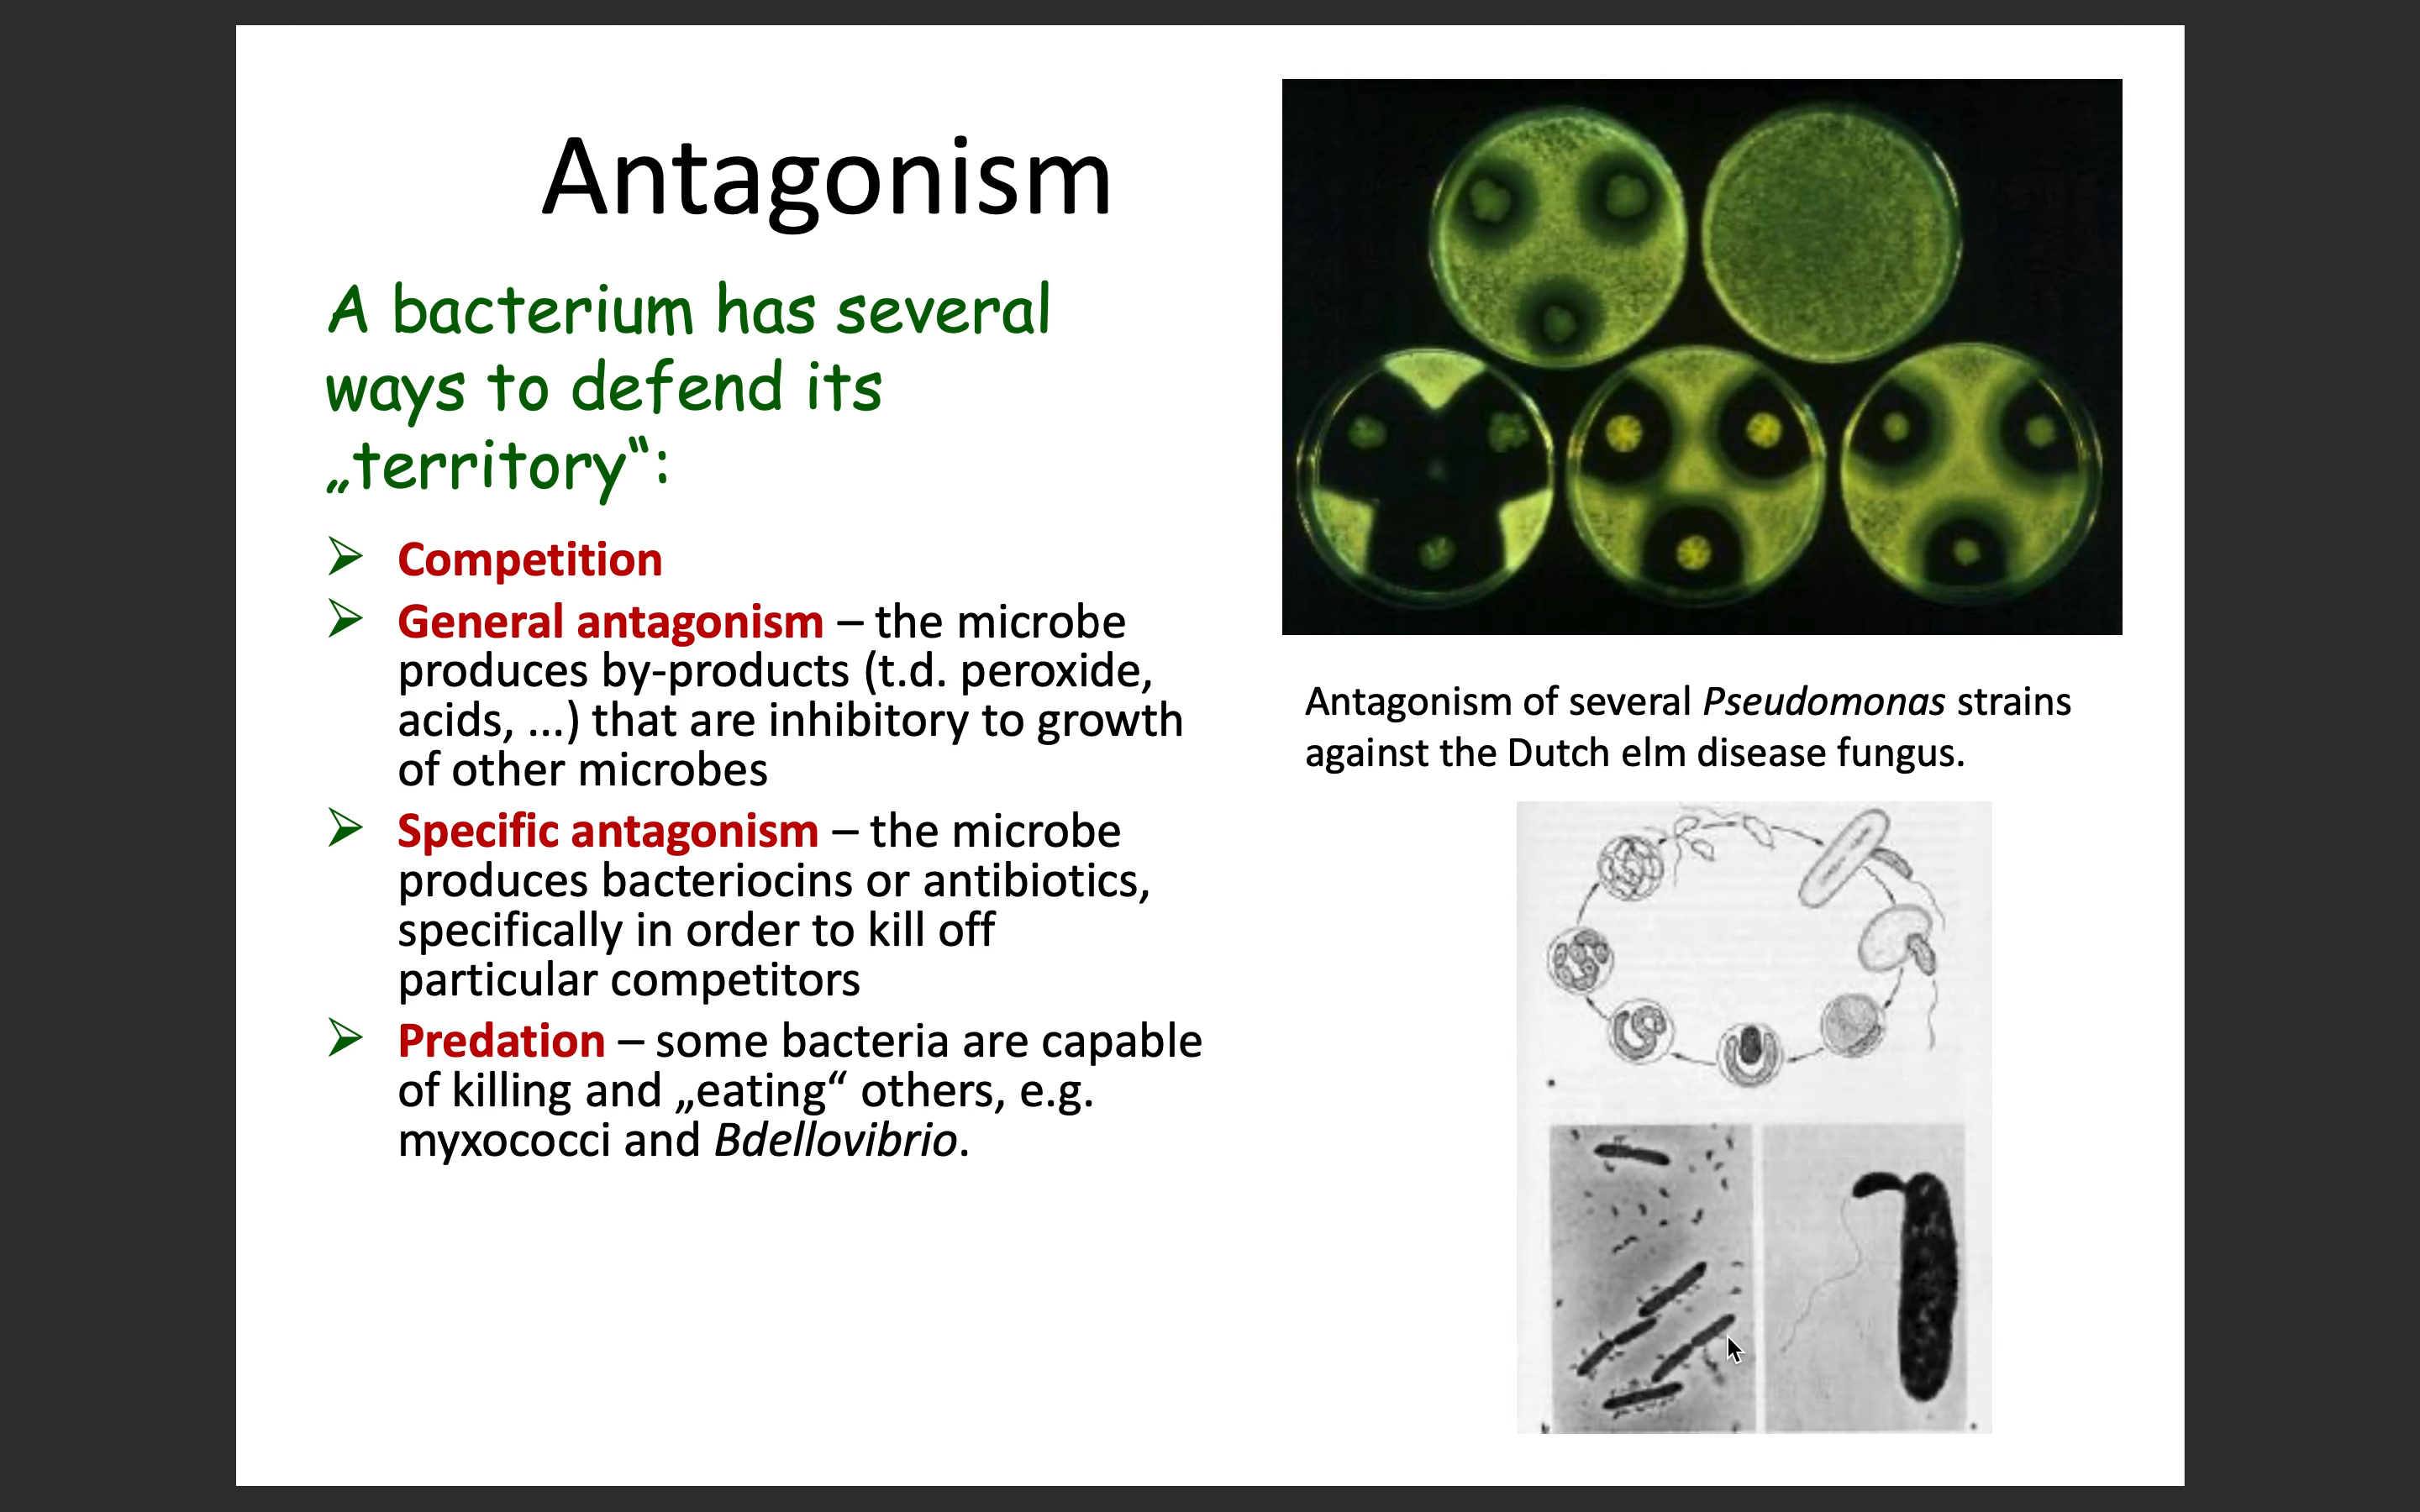 Antagonism
A bacterium has several
ways to defend its
„territory“:
Competition
General antagonism – the microbe
produces by-products (t.d. peroxide,
acids, ...) that are inhibitory to growth
of other microbes
Specific antagonism – the microbe
produces bacteriocins or antibiotics,
specifically in order to kill off
particular competitors
Predation – some bacteria are capable
of killing and „eating“ others, e.g.
myxococci and Bdellovibrio.
Antagonism of several Pseudomonas strains
against the Dutch elm disease fungus.